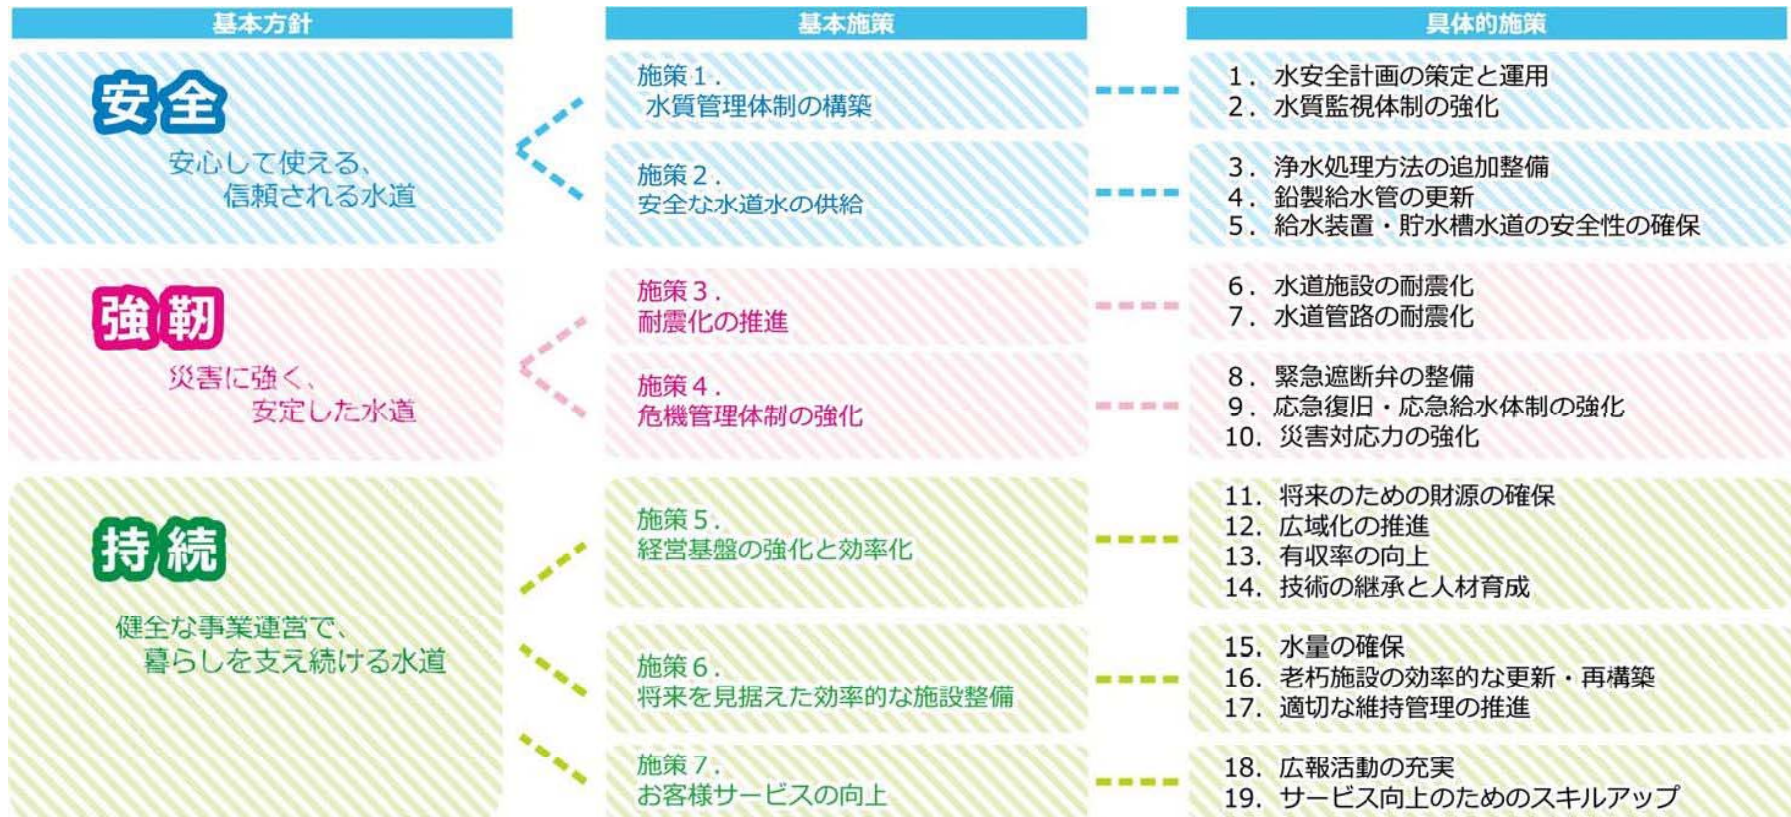 基本方針
基本施策
具体的施策
安全
安心して使える、
信頼される水道
施策１．
水質管理体制の構築
1．水安全計画の策定と運用
2．水質監視体制の強化
施策２．
安全な水道水の供給
3．浄水処理方法の追加整備
4．鉛製給水管の更新
5．給水装置・貯水槽水道の安全性の確保
強靭
災害に強く、
安定した水道
施策３．
耐震化の推進
6．水道施設の耐震化
7．水道管路の耐震化
施策４．
危機管理体制の強化
8．緊急遮断弁の整備
9．応急復旧・応急給水体制の強化
10．災害対応力の強化
持続
健全な事業運営で、
暮らしを支え続ける水道
施策５．
経営基盤の強化と効率化
11．将来のための財源の確保
12．広域化の推進
13．有収率の向上
14．技術の継承と人材育成
施策６．
将来を見据えた効率的な施設整備
15．水量の確保
16．老朽施設の効率的な更新・再構築
17．適切な維持管理の推進
施策７．
お客様サービスの向上
18．広報活動の充実
19．サービス向上のためのスキルアップ